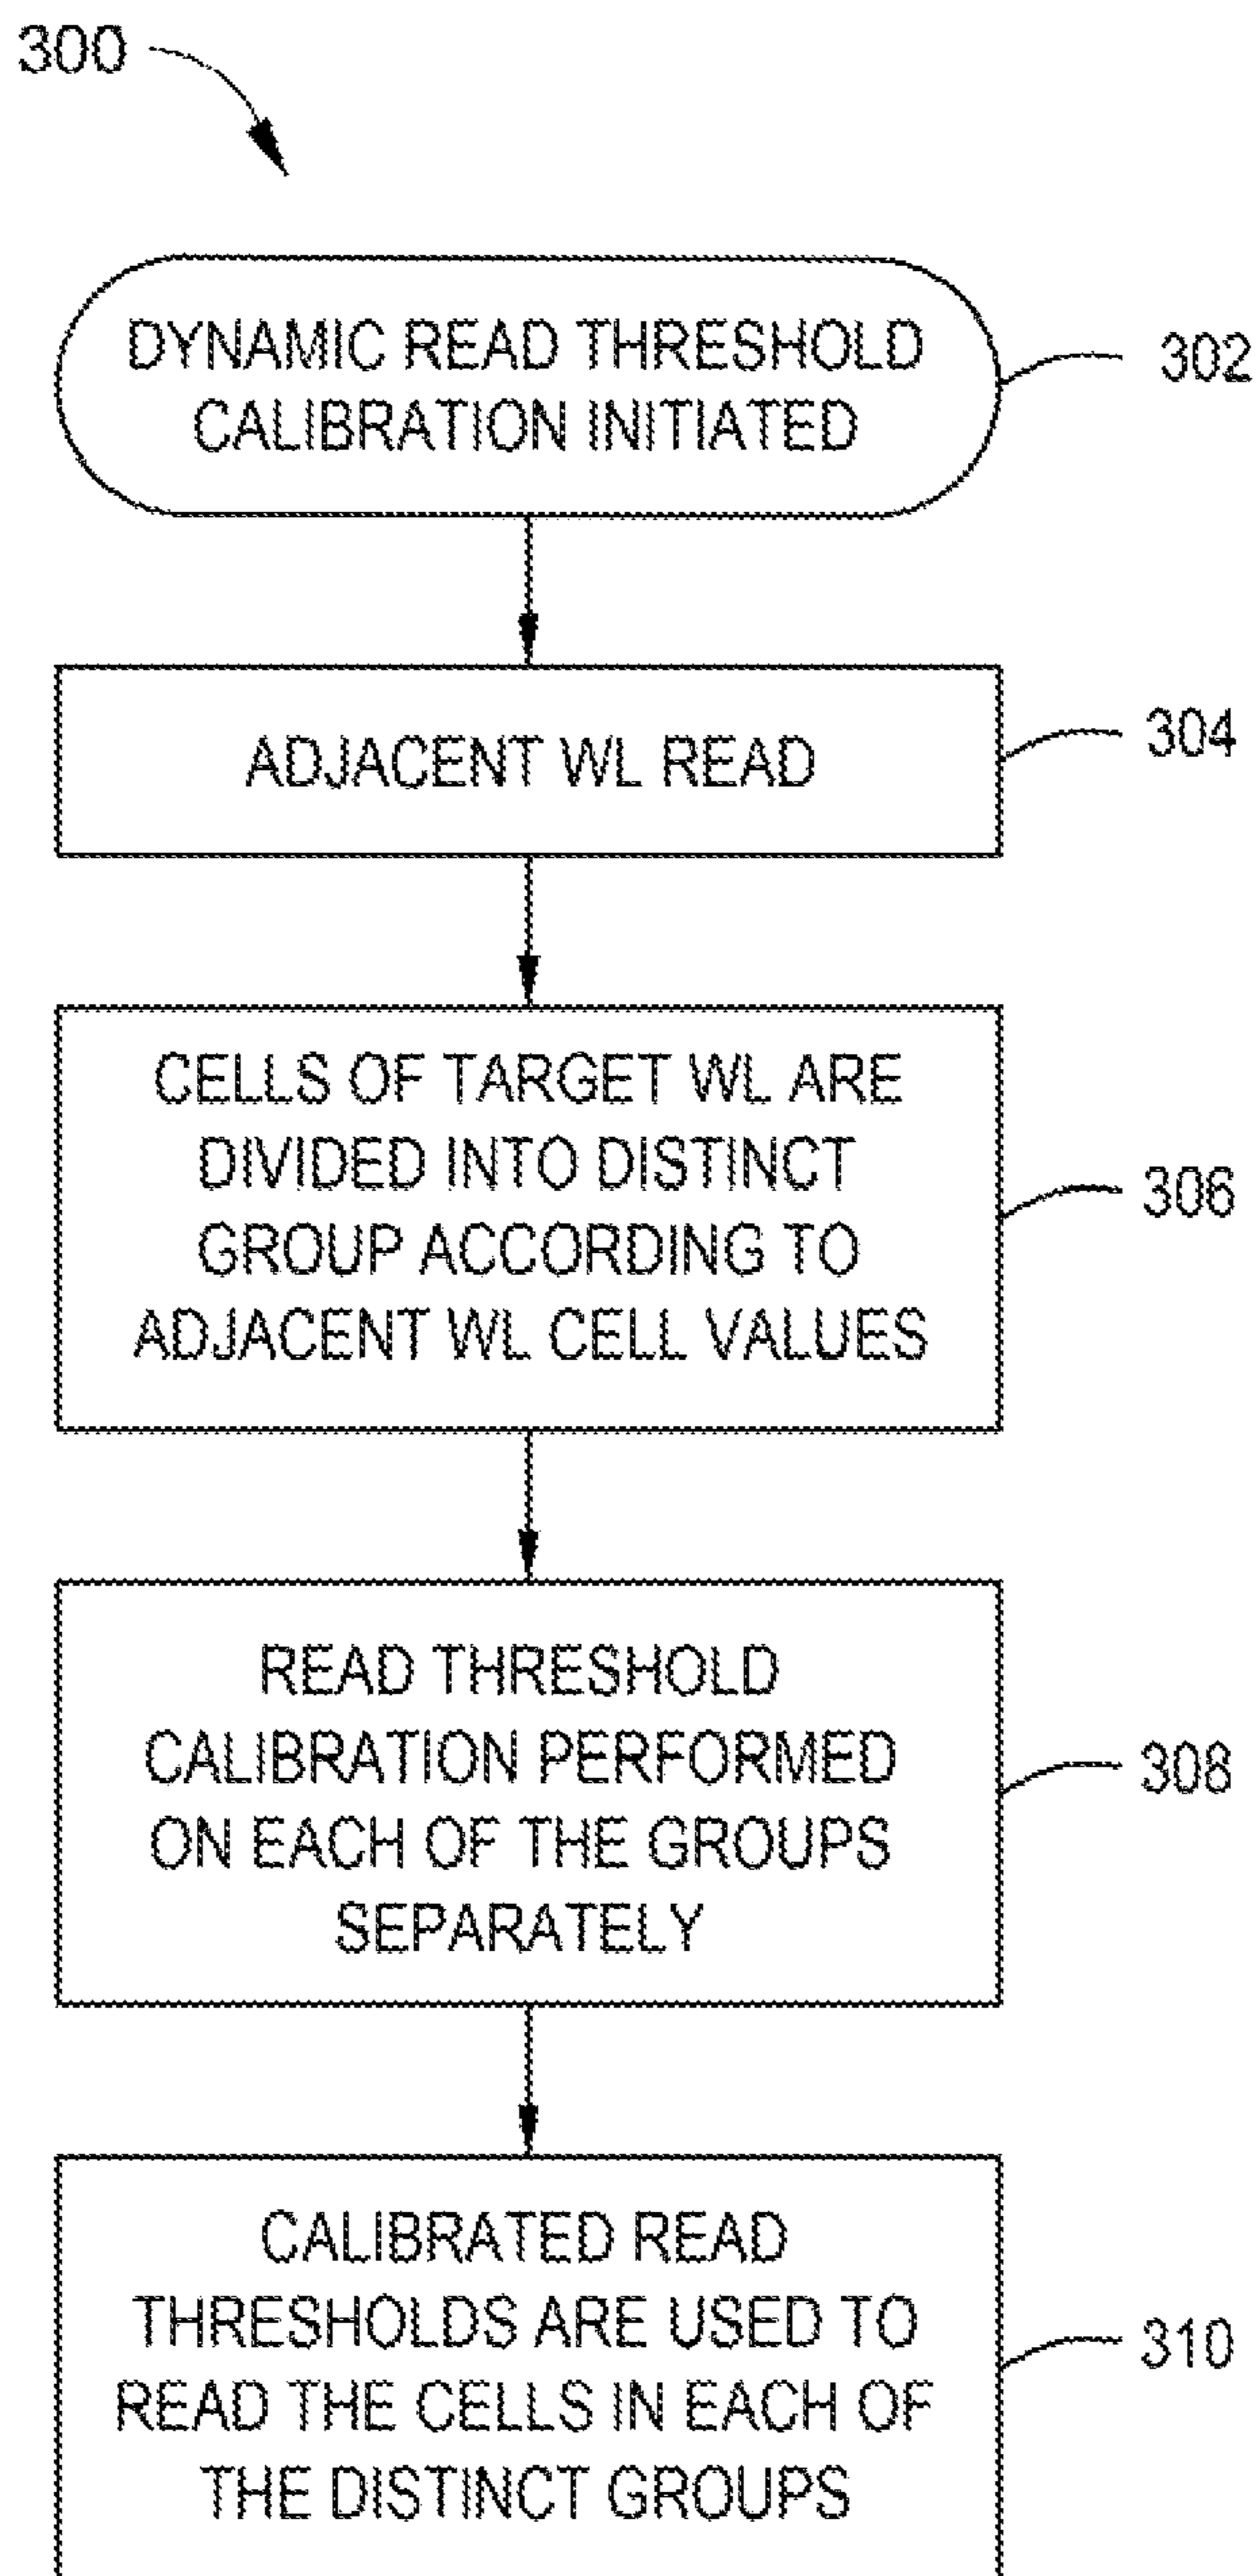 300
DYNAMIC READ THRESHOLD
CALIBRATION INITIATED
302
ADJACENT WL READ
304
CELLS OF TARGET WL ARE
DIVIDED INTO DISTINCT
GROUP ACCORDING TO
ADJACENT WL CELL VALUES
306
READ THRESHOLD
CALIBRATION PERFORMED
ON EACH OF THE GROUPS
SEPARATELY
308
CALIBRATED READ
THRESHOLDS ARE USED TO
READ THE CELLS IN EACH OF
THE DISTINCT GROUPS
310